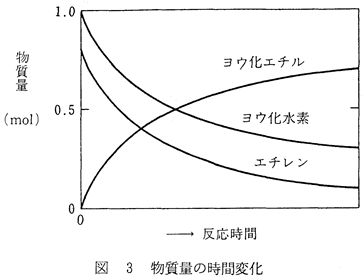 1.0
物質量
(mol)
0.5
0
0
ヨウ化エチル
ヨウ化水素
エチレン
→ 反応時間
図 3 物質量の時間変化